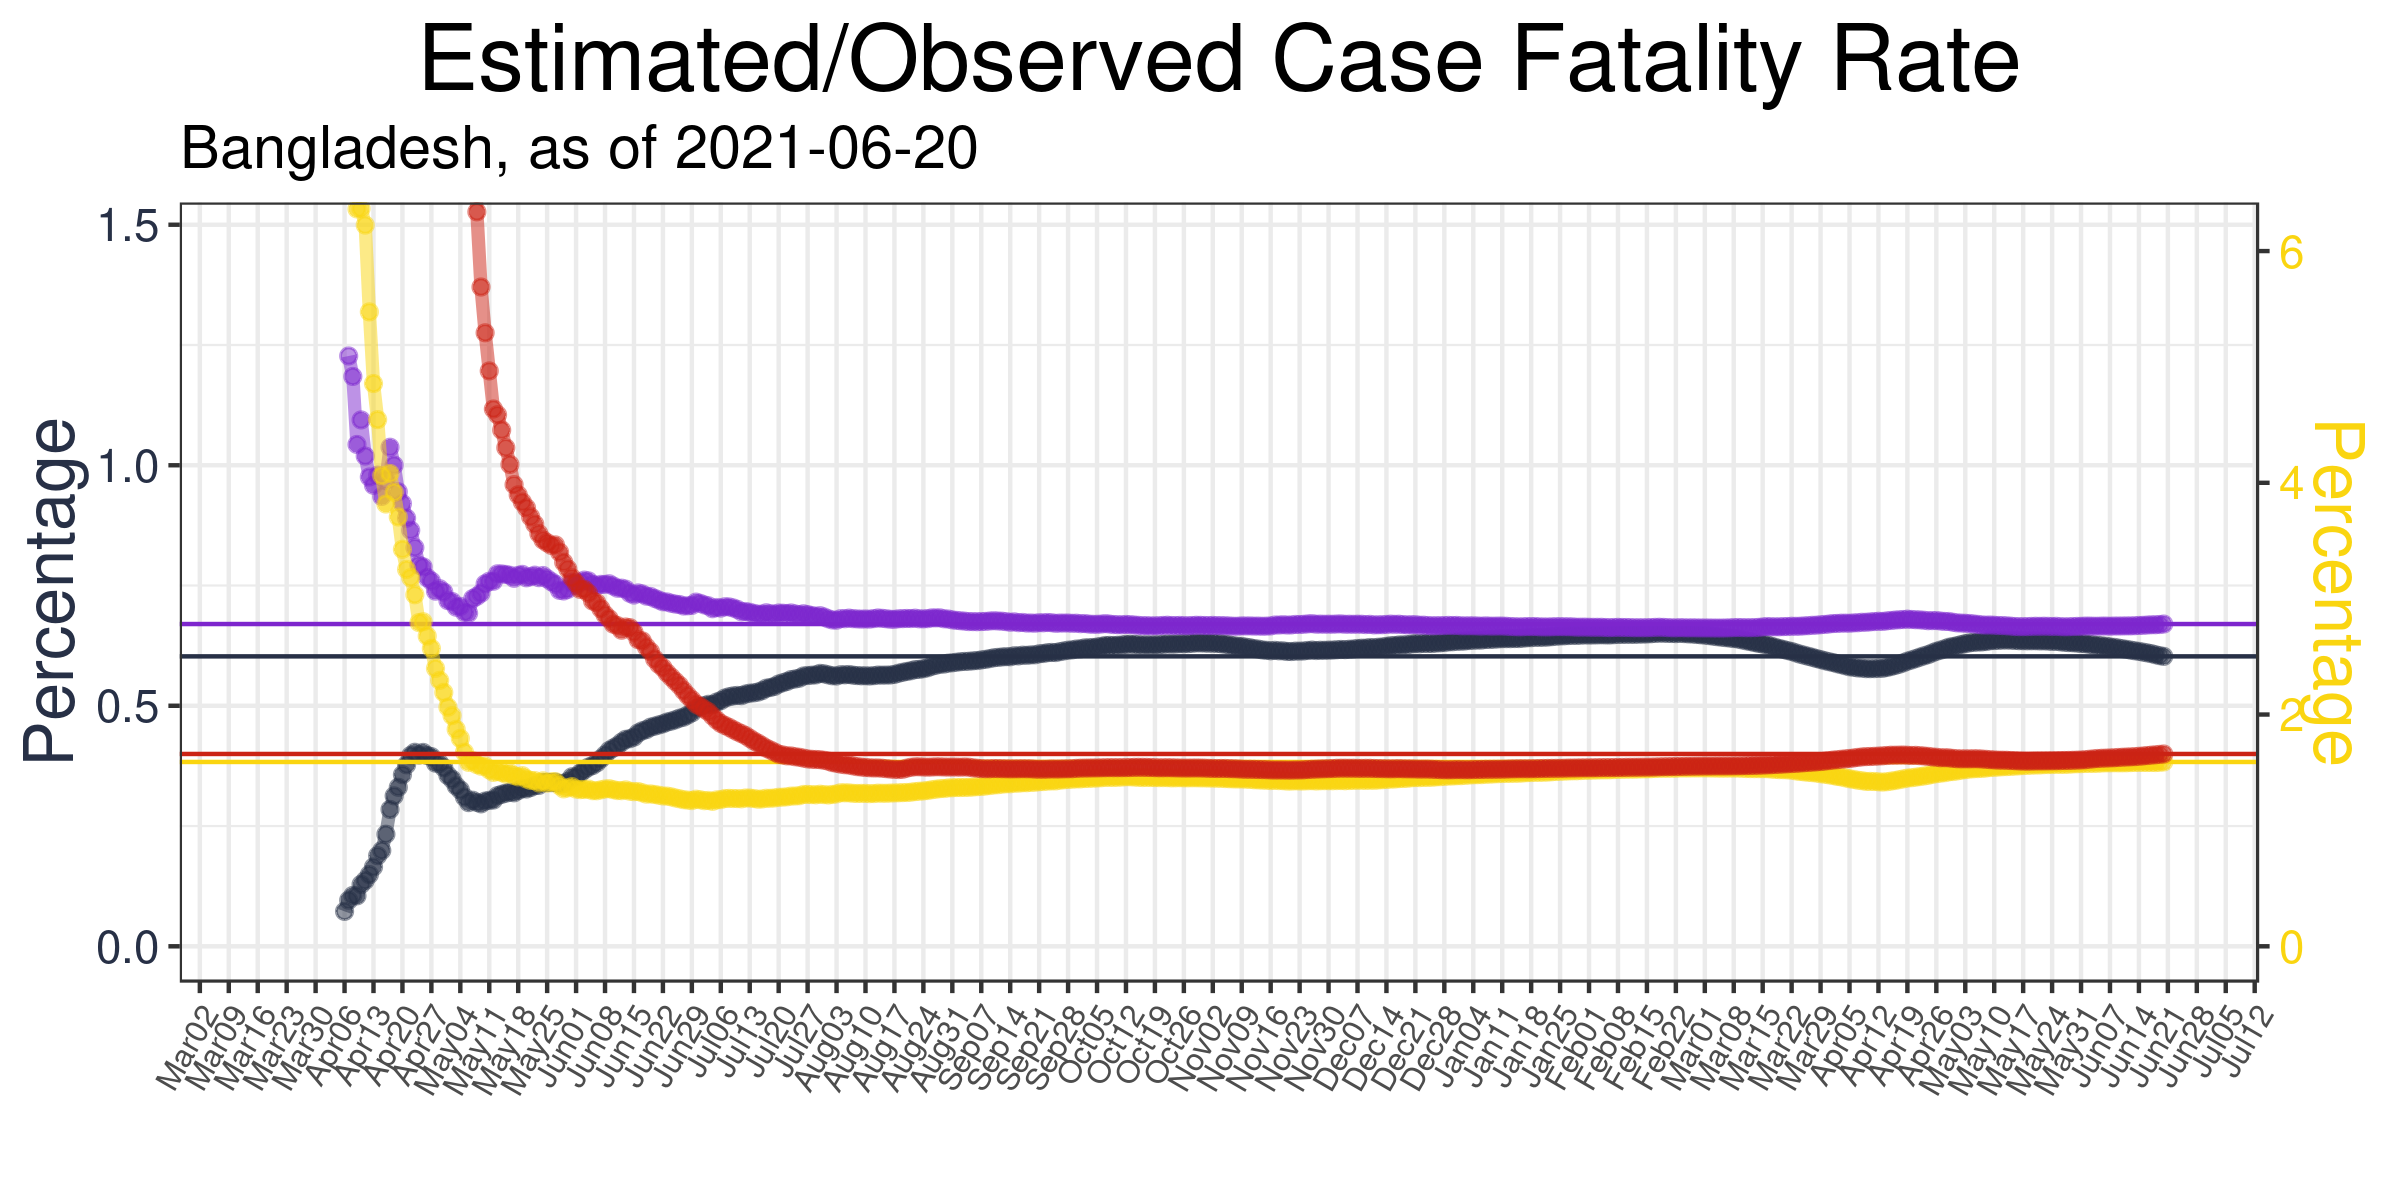 Estimated/Observed Case Fatality Rate
Bangladesh, as of 2021-06-20
Percentage
1.5
1.0
0.5
0.0
6
4
2
0
Percentage
Mar02
Mar09
Mar16
Mar23
Mar30
Apr06
Apr13
Apr20
Apr27
May04
May11
May18
May25
Jun01
Jun08
Jun15
Jun22
Jun29
Jul06
Jul13
Jul20
Jul27
Aug03
Aug10
Aug17
Aug24
Aug31
Sep07
Sep14
Sep21
Sep28
Oct05
Oct12
Oct19
Oct26
Nov02
Nov09
Nov16
Nov23
Nov30
Dec07
Dec14
Dec21
Dec28
Jan04
Jan11
Jan18
Jan25
Feb01
Feb08
Feb15
Feb22
Mar01
Mar08
Mar15
Mar22
Mar29
Apr05
Apr12
Apr19
Apr26
May03
May10
May17
May24
May31
Jun07
Jun14
Jun21
Jun28
Jul05
Jul12